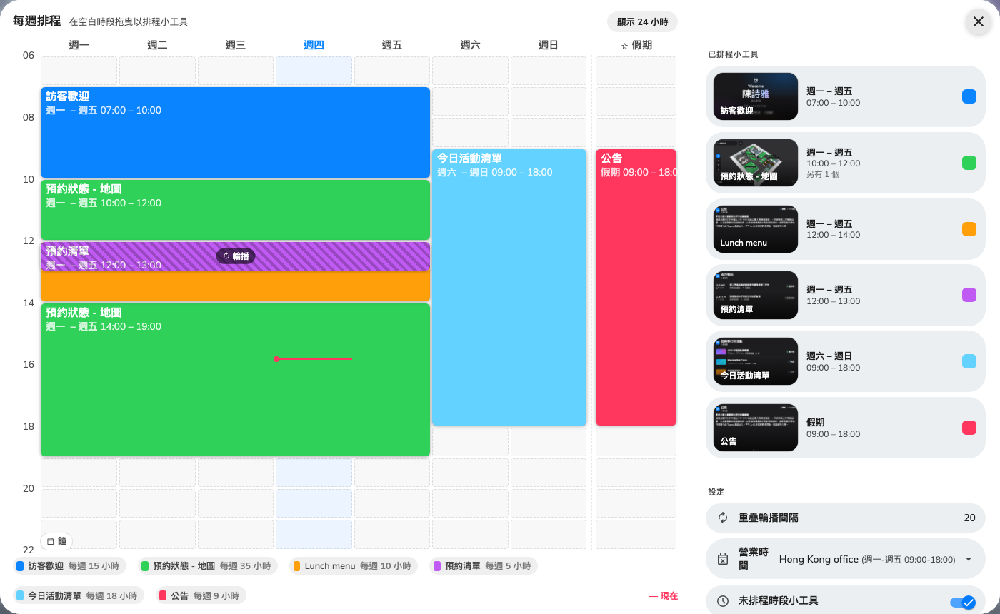 每週排程 在空白時段拖曳以排程小工具
顯示 24 小時
週一 週二 週三 週四 週五 週六 週日 ☆ 假期
06
08
10
12
14
16
18
20
22
訪客歡迎
週一 – 週五 07:00 – 10:00
預約狀態 - 地圖
週一 – 週五 10:00 – 12:00
預約清單
週一 – 週五 12:00 – 13:00
輪播
預約狀態 - 地圖
週一 – 週五 14:00 – 19:00
今日活動清單
週六 – 週日 09:00 – 18:00
公告
假期 09:00 – 18:0
鐘
訪客歡迎 每週 15 小時
預約狀態 - 地圖 每週 35 小時
Lunch menu 每週 10 小時
預約清單 每週 5 小時
今日活動清單 每週 18 小時
公告 每週 9 小時
— 現在
已排程小工具
Welcome
陳詩雅
訪客歡迎
週一 – 週五
07:00 – 10:00
預約狀態 - 地圖
週一 – 週五
10:00 – 12:00
另有 1 個
公告
Lunch menu
週一 – 週五
12:00 – 14:00
今日預約
預約清單
週一 – 週五
12:00 – 13:00
今日活動清單
週六 – 週日
09:00 – 18:00
公告
公告
假期
09:00 – 18:00
設定
重疊輪播間隔 20
營業時間 Hong Kong office (週一-週五 09:00-18:00)
未排程時段小工具